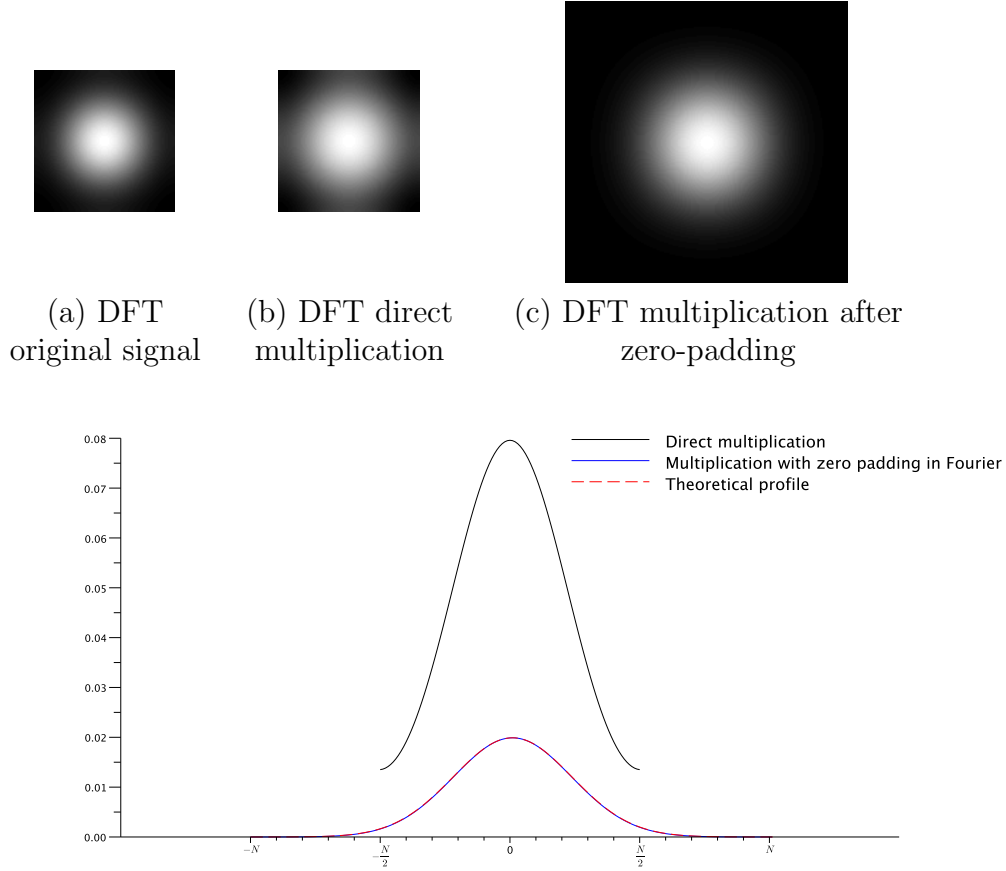 (a) DFT
original signal
(b) DFT direct
multiplication
(c) DFT multiplication after
zero-padding
0.08
0.07
0.06
0.05
0.04
0.03
0.02
0.01
0.00
Direct multiplication
Multiplication with zero padding in Fourier
Theoretical profile
−N
−N/2
0
N/2
N